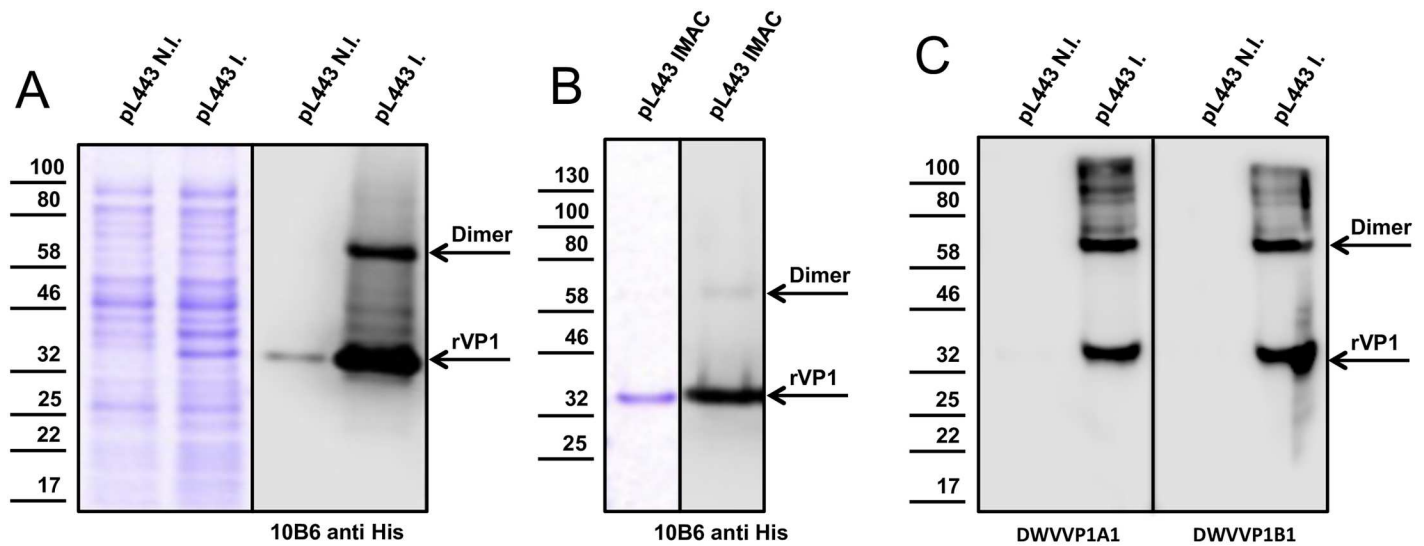 A
pL443 N.I.
pL443 I.
pL443 N.I.
pL443 I.
100
80
58
46
32
25
22
17
Dimer
rVP1
10B6 anti His
B
pL443 IMAC
pL443 IMAC
130
100
80
58
46
32
25
Dimer
rVP1
10B6 anti His
C
pL443 N.I.
pL443 I.
pL443 N.I.
pL443 I.
100
80
58
46
32
25
22
17
Dimer
rVP1
DWVVP1A1
DWVVP1B1